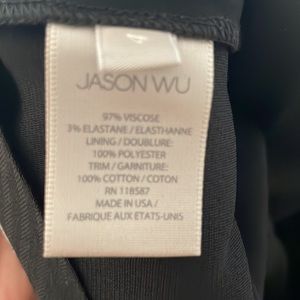 4
JASON WU
97% VISCOSE
3% ELASTANE / ELASTHANNE
LINING / DOUBLURE:
100% POLYESTER
TRIM / GARNITURE:
100% COTTON / COTON
RN 118587
MADE IN USA /
FABRIQUE AUX ETATS-UNIS